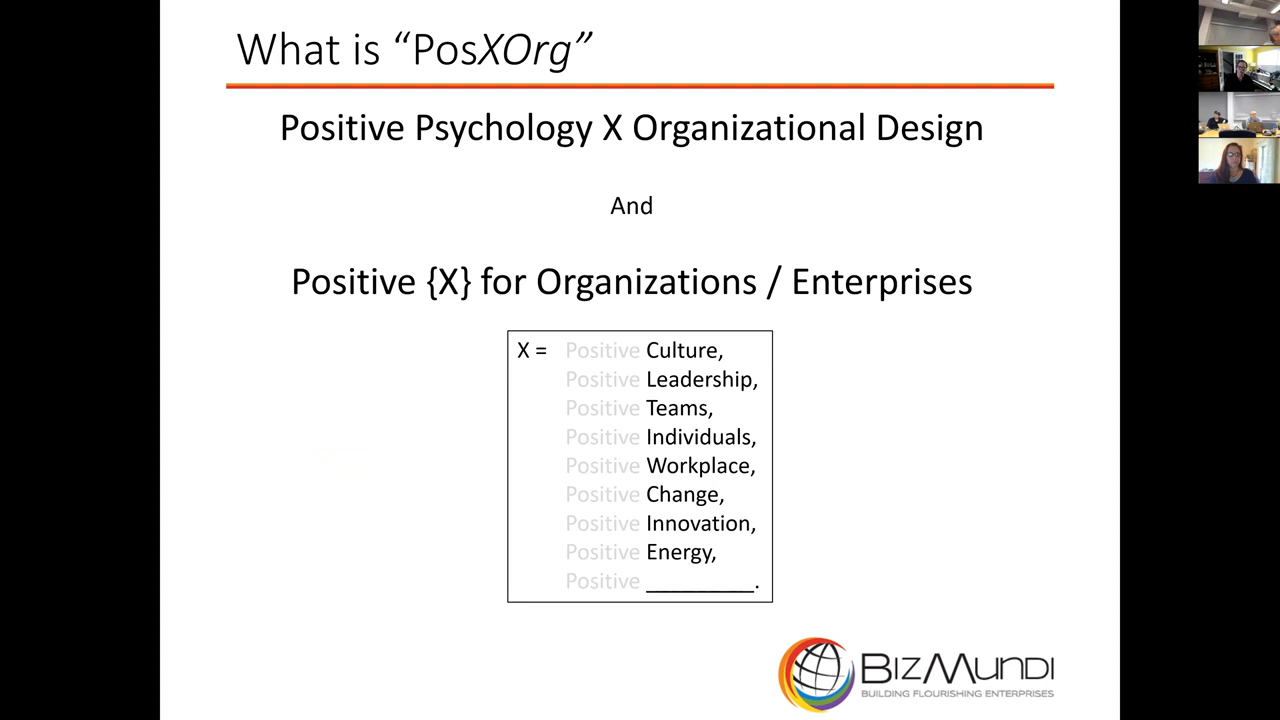 What is “PosXOrg”
Positive Psychology X Organizational Design
And
Positive {X} for Organizations / Enterprises
X = Positive Culture,
Positive Leadership,
Positive Teams,
Positive Individuals,
Positive Workplace,
Positive Change,
Positive Innovation,
Positive Energy,
Positive _________.
BIZMUNDI
BUILDING FLOURISHING ENTERPRISES